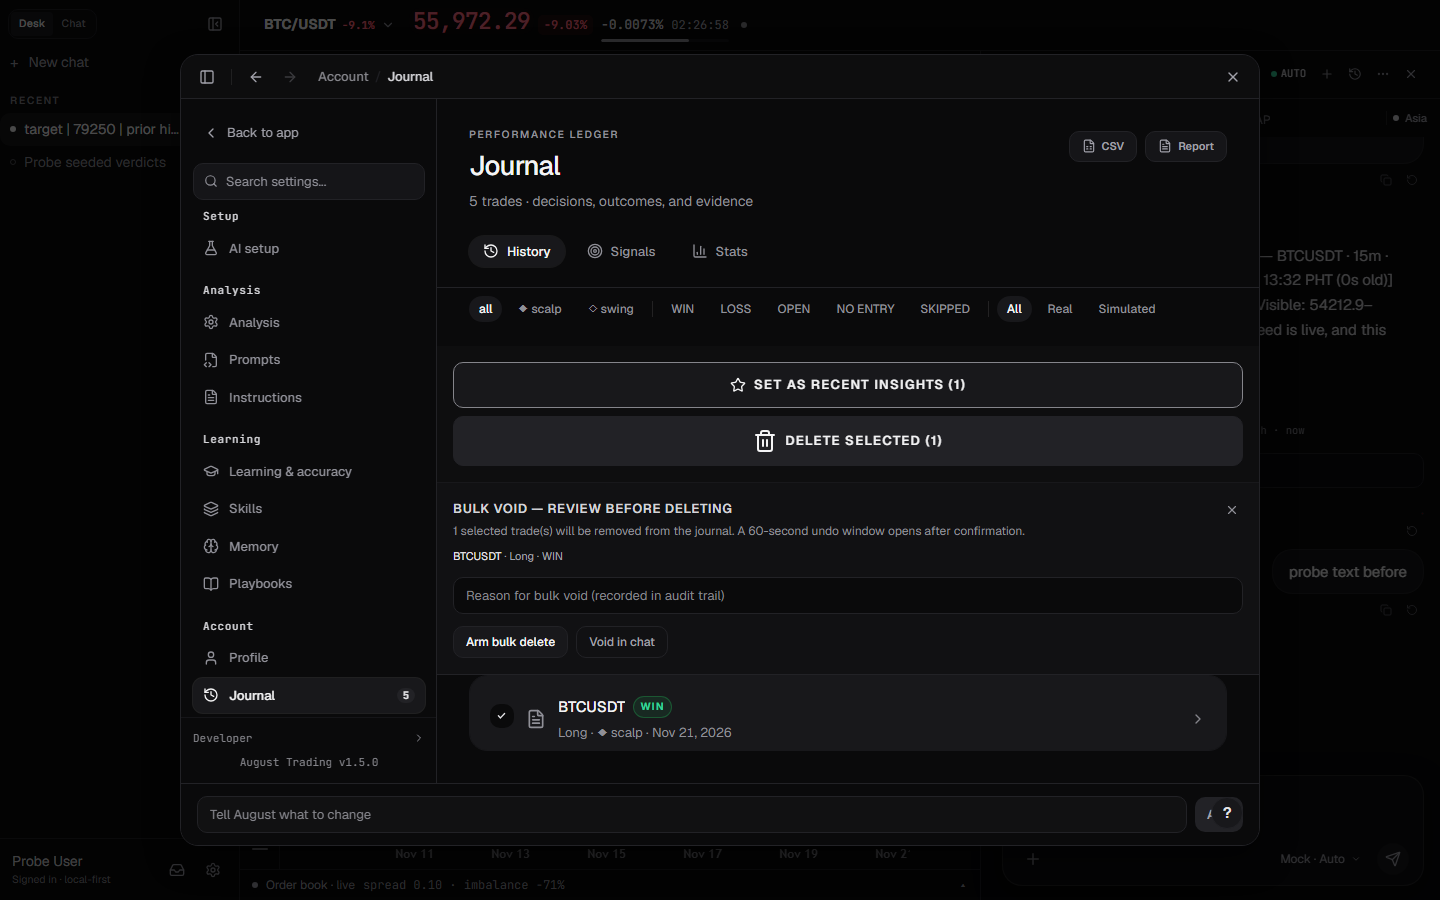 Desk Chat
BTC/USDT -9.1% 55,972.29 -9.03% -0.0073% 02:26:58
+ New chat
RECENT
target | 79250 | prior hi...
Probe seeded verdicts
Account / Journal
AUTO
Asia
Back to app
Search settings...
Setup
AI setup
Analysis
Analysis
Prompts
Instructions
Learning
Learning & accuracy
Skills
Memory
Playbooks
Account
Profile
Journal 5
Developer
August Trading v1.5.0
PERFORMANCE LEDGER
Journal
5 trades · decisions, outcomes, and evidence
CSV Report
History Signals Stats
all scalp swing WIN LOSS OPEN NO ENTRY SKIPPED All Real Simulated
SET AS RECENT INSIGHTS (1)
DELETE SELECTED (1)
BULK VOID — REVIEW BEFORE DELETING
1 selected trade(s) will be removed from the journal. A 60-second undo window opens after confirmation.
BTCUSDT · Long · WIN
Reason for bulk void (recorded in audit trail)
Arm bulk delete Void in chat
BTCUSDT WIN
Long · scalp · Nov 21, 2026
Tell August what to change
?
— BTCUSDT · 15m ·
13:32 PHT (0s old)]
Visible: 54212.9–
eed is live, and this
· now
probe text before
Probe User
Signed in · local-first
Nov 11 Nov 13 Nov 15 Nov 17 Nov 19 Nov 2
Order book · live spread 0.10 · imbalance -71%
Mock · Auto